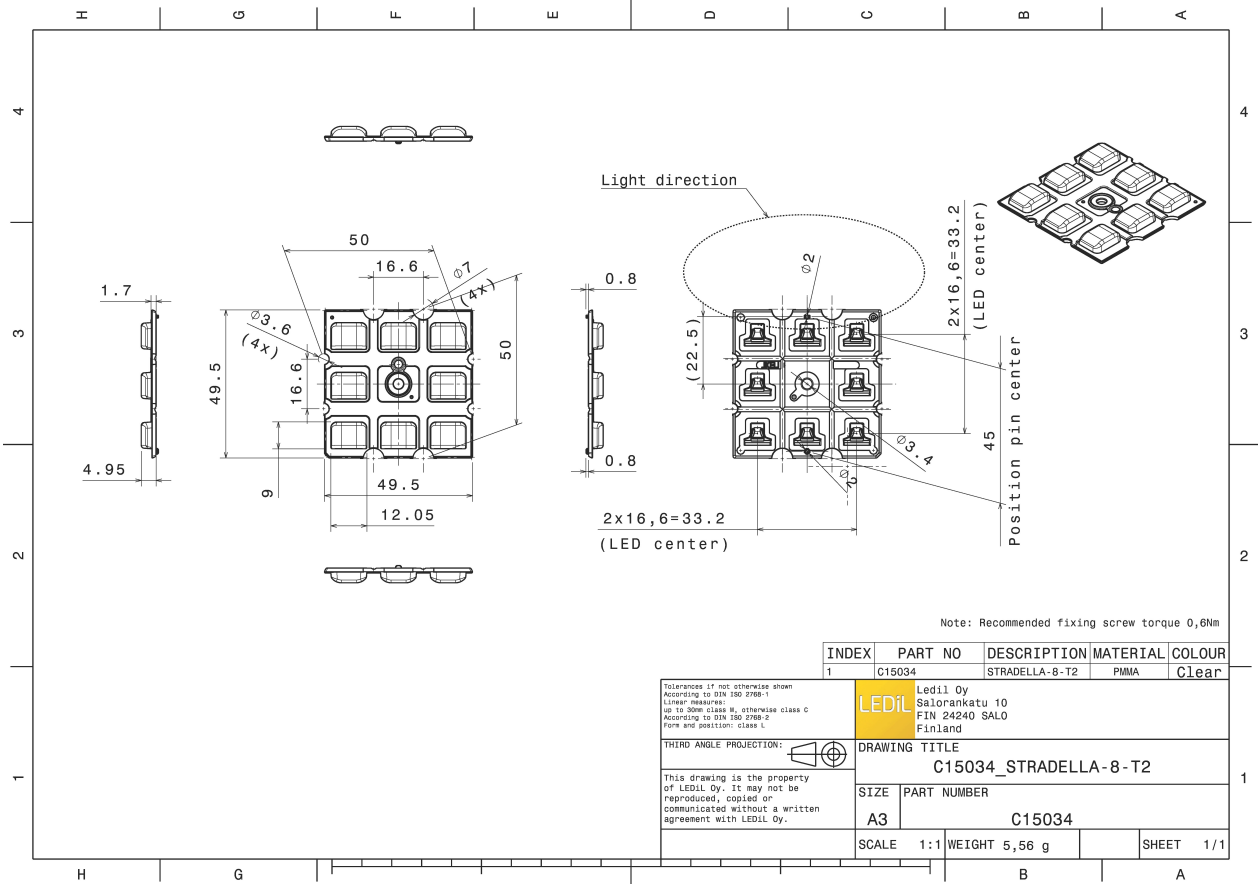 H G F E D C B A
4 4
Light direction
50
16.6
⌀7
(4x)
⌀3.6
(4x)
1.7
0.8
⌀2
2x16,6=33.2
(LED center)
3 3
49.5
16.6
50
(22.5)
45
Position pin center
4.95
9
49.5
12.05
0.8
⌀3.4
⌀2
2x16,6=33.2
(LED center)
2 2
Note: Recommended fixing screw torque 0,6Nm
INDEX PART NO DESCRIPTION MATERIAL COLOUR
1 C15034 STRADELLA-8-T2 PMMA Clear
Tolerances if not otherwise shown
According to DIN ISO 2768-1
Linear measures:
up to 30mm class M, otherwise class C
According to DIN ISO 2768-2
Form and position: class L
LEDiL
Ledil Oy
Salorankatu 10
FIN 24240 SALO
Finland
THIRD ANGLE PROJECTION:
DRAWING TITLE
C15034_STRADELLA-8-T2
This drawing is the property
of LEDiL Oy. It may not be
reproduced, copied or
communicated without a written
agreement with LEDiL Oy.
SIZE PART NUMBER
A3 C15034
SCALE 1:1 WEIGHT 5,56 g SHEET 1/1
1 1
H G B A